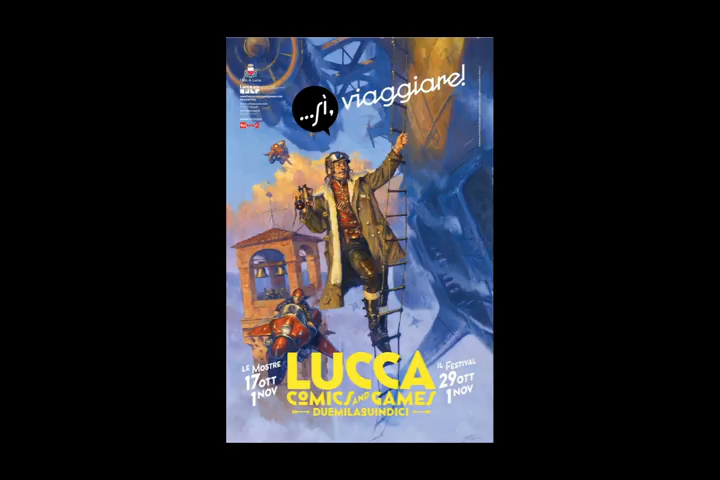 ...sì,
viaggiare!
LE MOSTRE
17 OTT
1 NOV
LUCCA
COMICS AND GAMES
DUEMILAQUINDICI
IL FESTIVAL
29 OTT
1 NOV